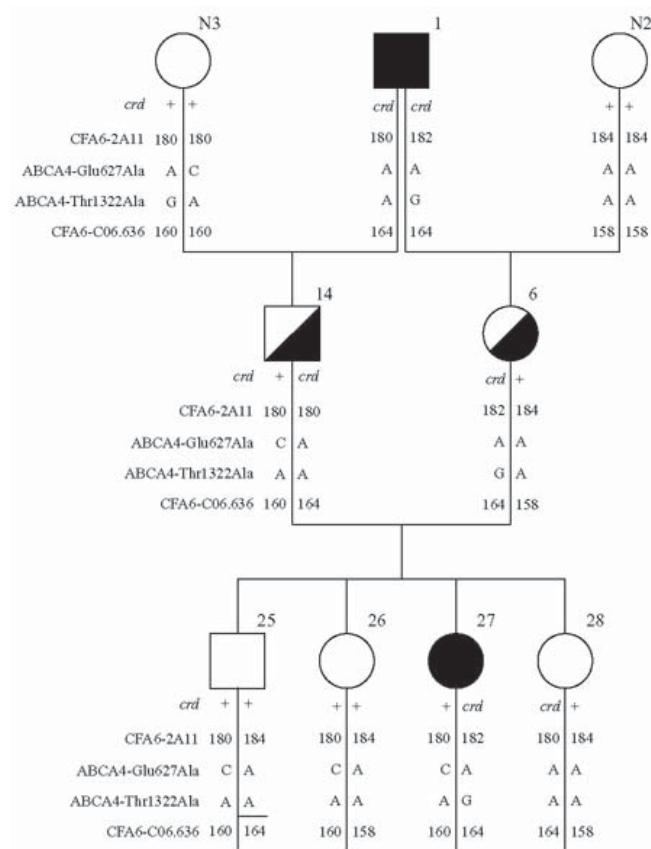 N3 1 N2
crd + + crd crd + +
CFA6-2A11 180 180 180 182 184 184
ABCA4-Glu627Ala A C A A A A
ABCA4-Thr1322Ala G A A G A A
CFA6-C06.636 160 160 164 164 158 158
14 6
crd + crd crd +
CFA6-2A11 180 180 182 184
ABCA4-Glu627Ala C A A A
ABCA4-Thr1322Ala A A G A
CFA6-C06.636 160 164 164 158
25 26 27 28
crd + + + + + crd crd +
CFA6-2A11 180 184 180 184 180 182 180 184
ABCA4-Glu627Ala C A C A C A A A
ABCA4-Thr1322Ala A A A A A G A A
CFA6-C06.636 160 164 160 158 160 164 164 158